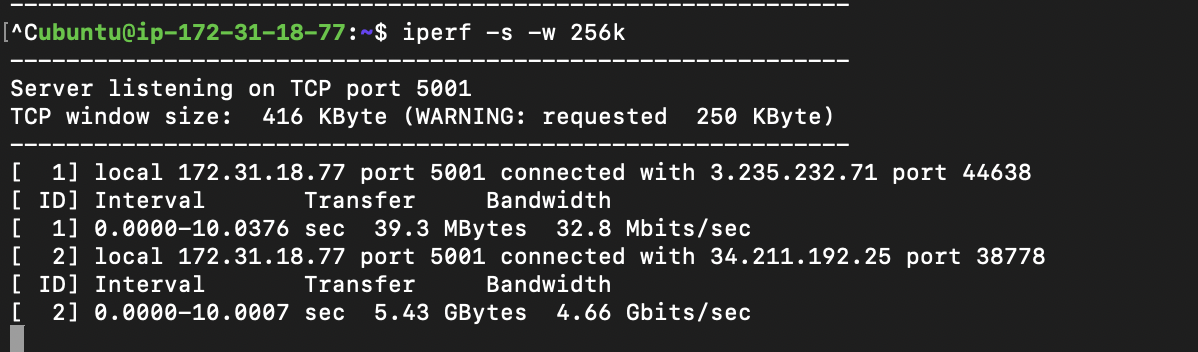 ------------------------------------------------------------
[^Cubuntu@ip-172-31-18-77:~$ iperf -s -w 256k
------------------------------------------------------------
Server listening on TCP port 5001
TCP window size:  416 KByte (WARNING: requested  250 KByte)
------------------------------------------------------------
[  1] local 172.31.18.77 port 5001 connected with 3.235.232.71 port 44638
[ ID] Interval       Transfer     Bandwidth
[  1] 0.0000-10.0376 sec  39.3 MBytes  32.8 Mbits/sec
[  2] local 172.31.18.77 port 5001 connected with 34.211.192.25 port 38778
[ ID] Interval       Transfer     Bandwidth
[  2] 0.0000-10.0007 sec  5.43 GBytes  4.66 Gbits/sec